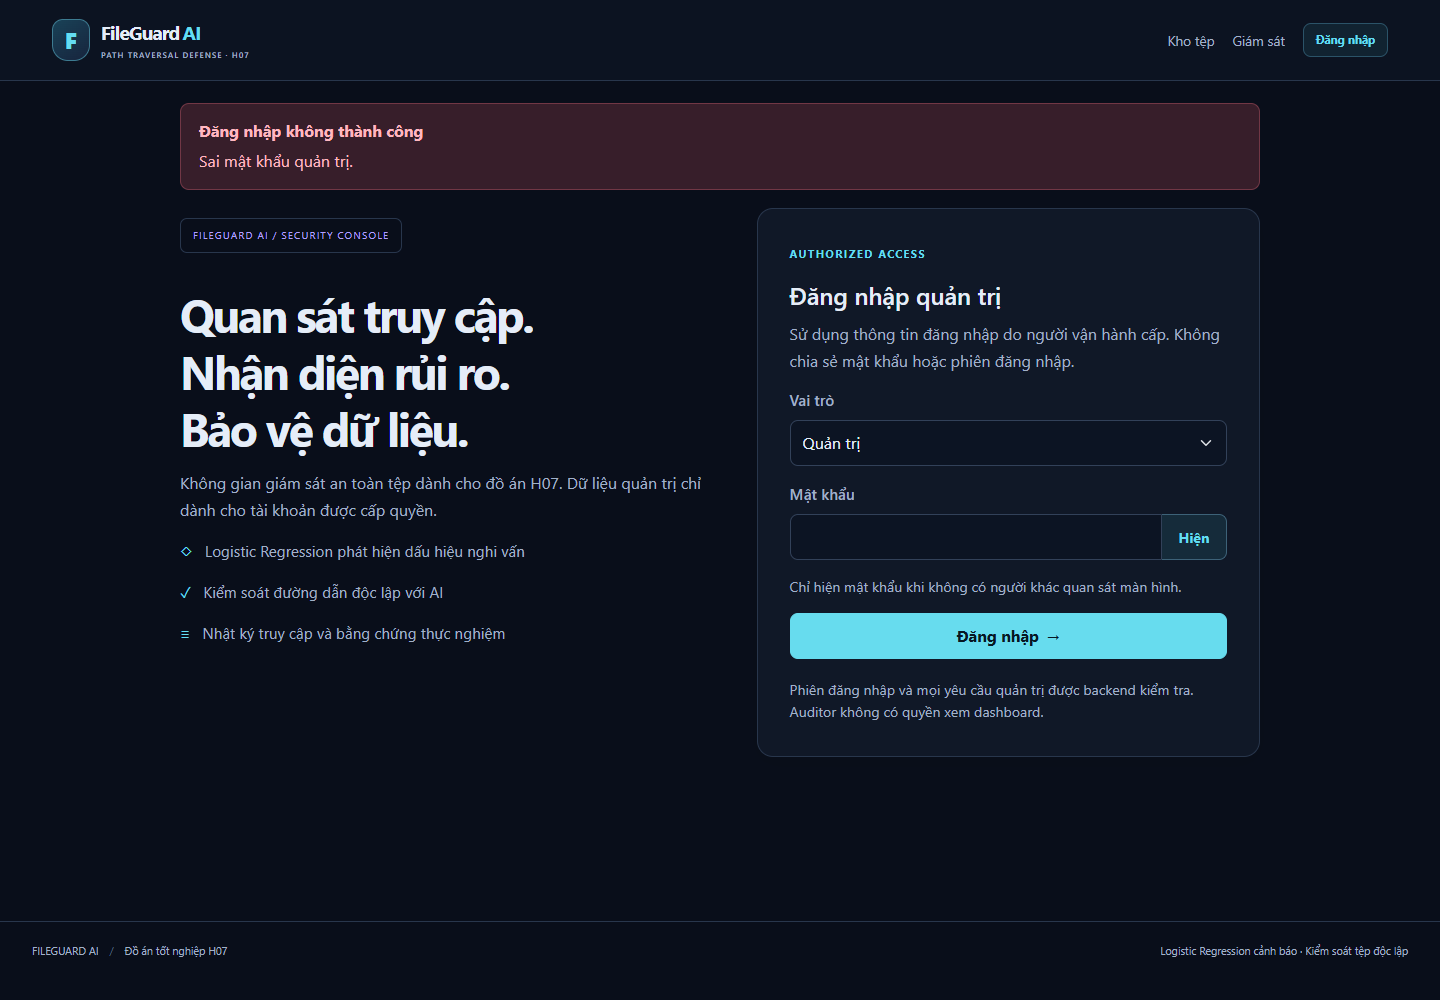 F
FileGuard AI
PATH TRAVERSAL DEFENSE · H07
Kho tệp
Giám sát
Đăng nhập
Đăng nhập không thành công
Sai mật khẩu quản trị.
FILEGUARD AI / SECURITY CONSOLE
Quan sát truy cập.
Nhận diện rủi ro.
Bảo vệ dữ liệu.
Không gian giám sát an toàn tệp dành cho đồ án H07. Dữ liệu quản trị chỉ
dành cho tài khoản được cấp quyền.
◇ Logistic Regression phát hiện dấu hiệu nghi vấn
✓ Kiểm soát đường dẫn độc lập với AI
≡ Nhật ký truy cập và bằng chứng thực nghiệm
AUTHORIZED ACCESS
Đăng nhập quản trị
Sử dụng thông tin đăng nhập do người vận hành cấp. Không
chia sẻ mật khẩu hoặc phiên đăng nhập.
Vai trò
Quản trị
Mật khẩu
Hiện
Chỉ hiện mật khẩu khi không có người khác quan sát màn hình.
Đăng nhập →
Phiên đăng nhập và mọi yêu cầu quản trị được backend kiểm tra.
Auditor không có quyền xem dashboard.
FILEGUARD AI / Đồ án tốt nghiệp H07
Logistic Regression cảnh báo · Kiểm soát tệp độc lập